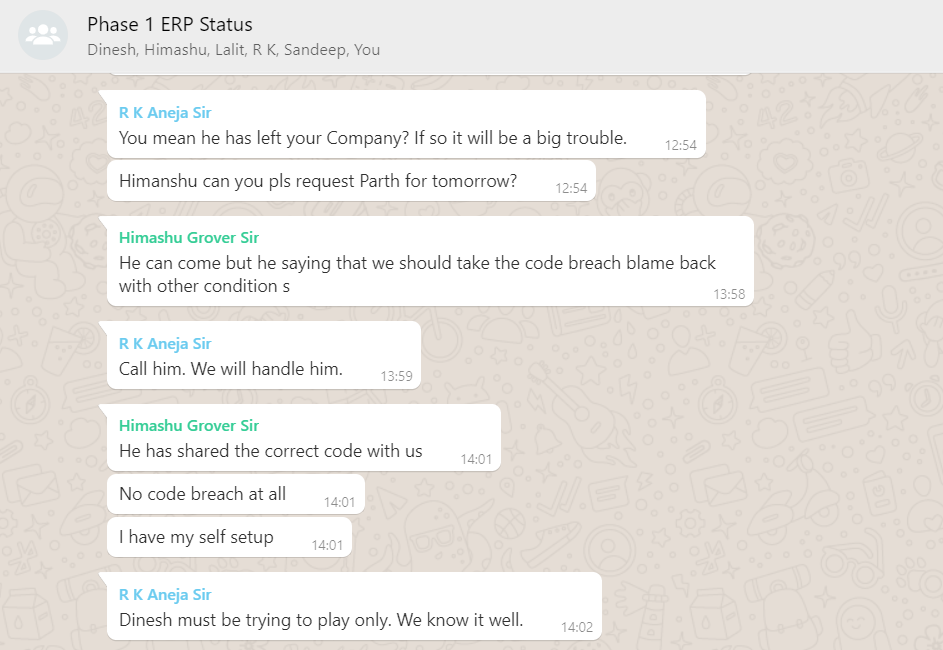 Phase 1 ERP Status
Dinesh, Himashu, Lalit, R K, Sandeep, You
R K Aneja Sir
You mean he has left your Company? If so it will be a big trouble.
12:54
Himanshu can you pls request Parth for tomorrow?
12:54
Himashu Grover Sir
He can come but he saying that we should take the code breach blame back
with other condition s
13:58
R K Aneja Sir
Call him. We will handle him.
13:59
Himashu Grover Sir
He has shared the correct code with us
14:01
No code breach at all
14:01
I have my self setup
14:01
R K Aneja Sir
Dinesh must be trying to play only. We know it well.
14:02